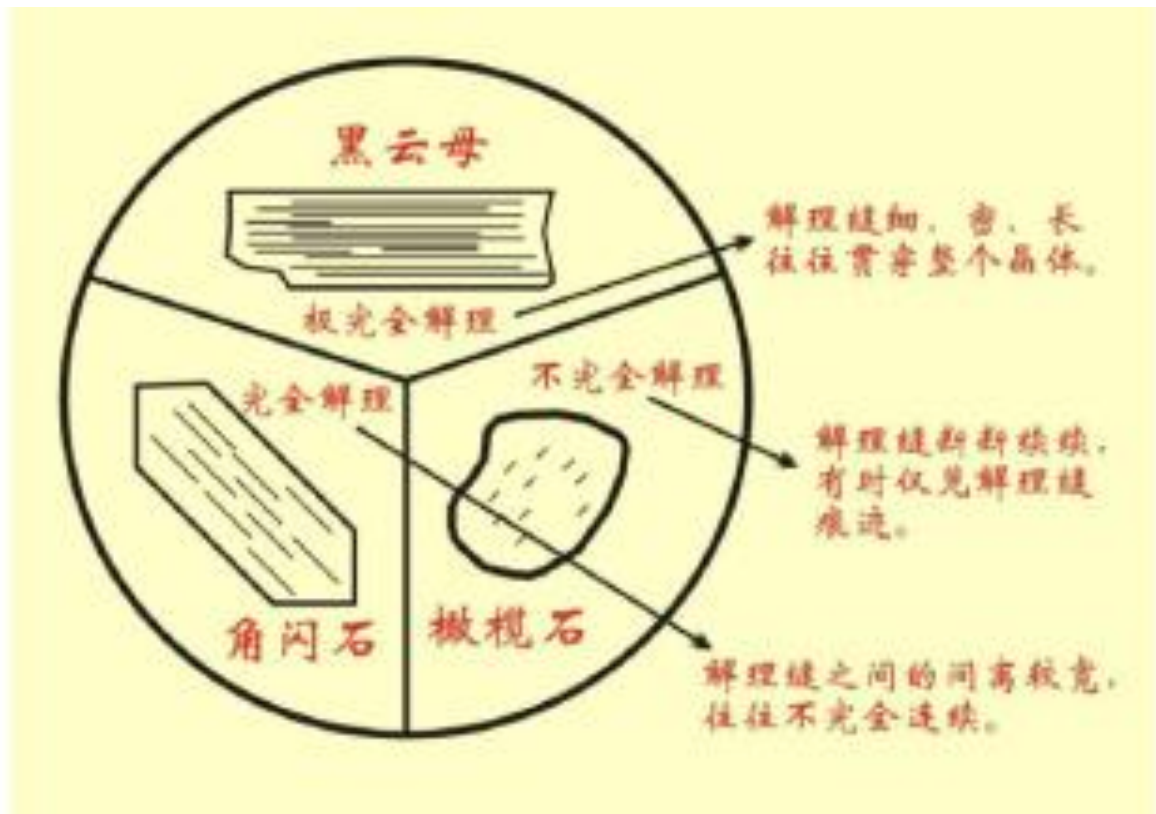 黑云母
极完全解理
解理缝细、密、长
往往贯穿整个晶体。
完全解理
角闪石
不完全解理
橄榄石
解理缝断断续续，
有时仅见解理缝
痕迹。
解理缝之间的间离较宽，
往往不完全连续。